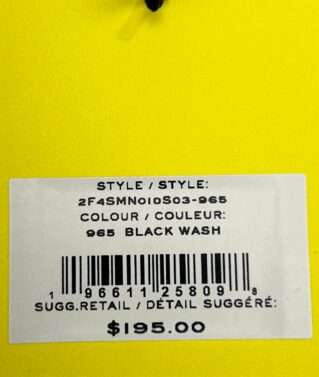 STYLE / STYLE:
2F4SMN010S03-965
COLOUR / COULEUR:
965 BLACK WASH
1 96611 25809 8
SUGG.RETAIL / DÉTAIL SUGGÉRÉ:
$195.00